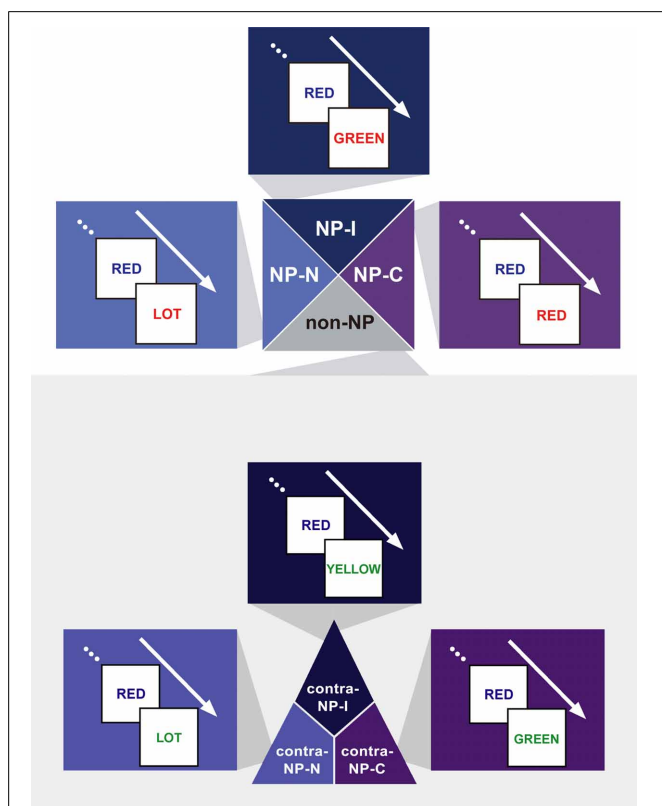 RED
GREEN
NP-I
RED
LOT
NP-N
NP-C
RED
RED
non-NP
RED
YELLOW
RED
LOT
contra-
NP-I
contra-
NP-N
contra-
NP-C
RED
GREEN